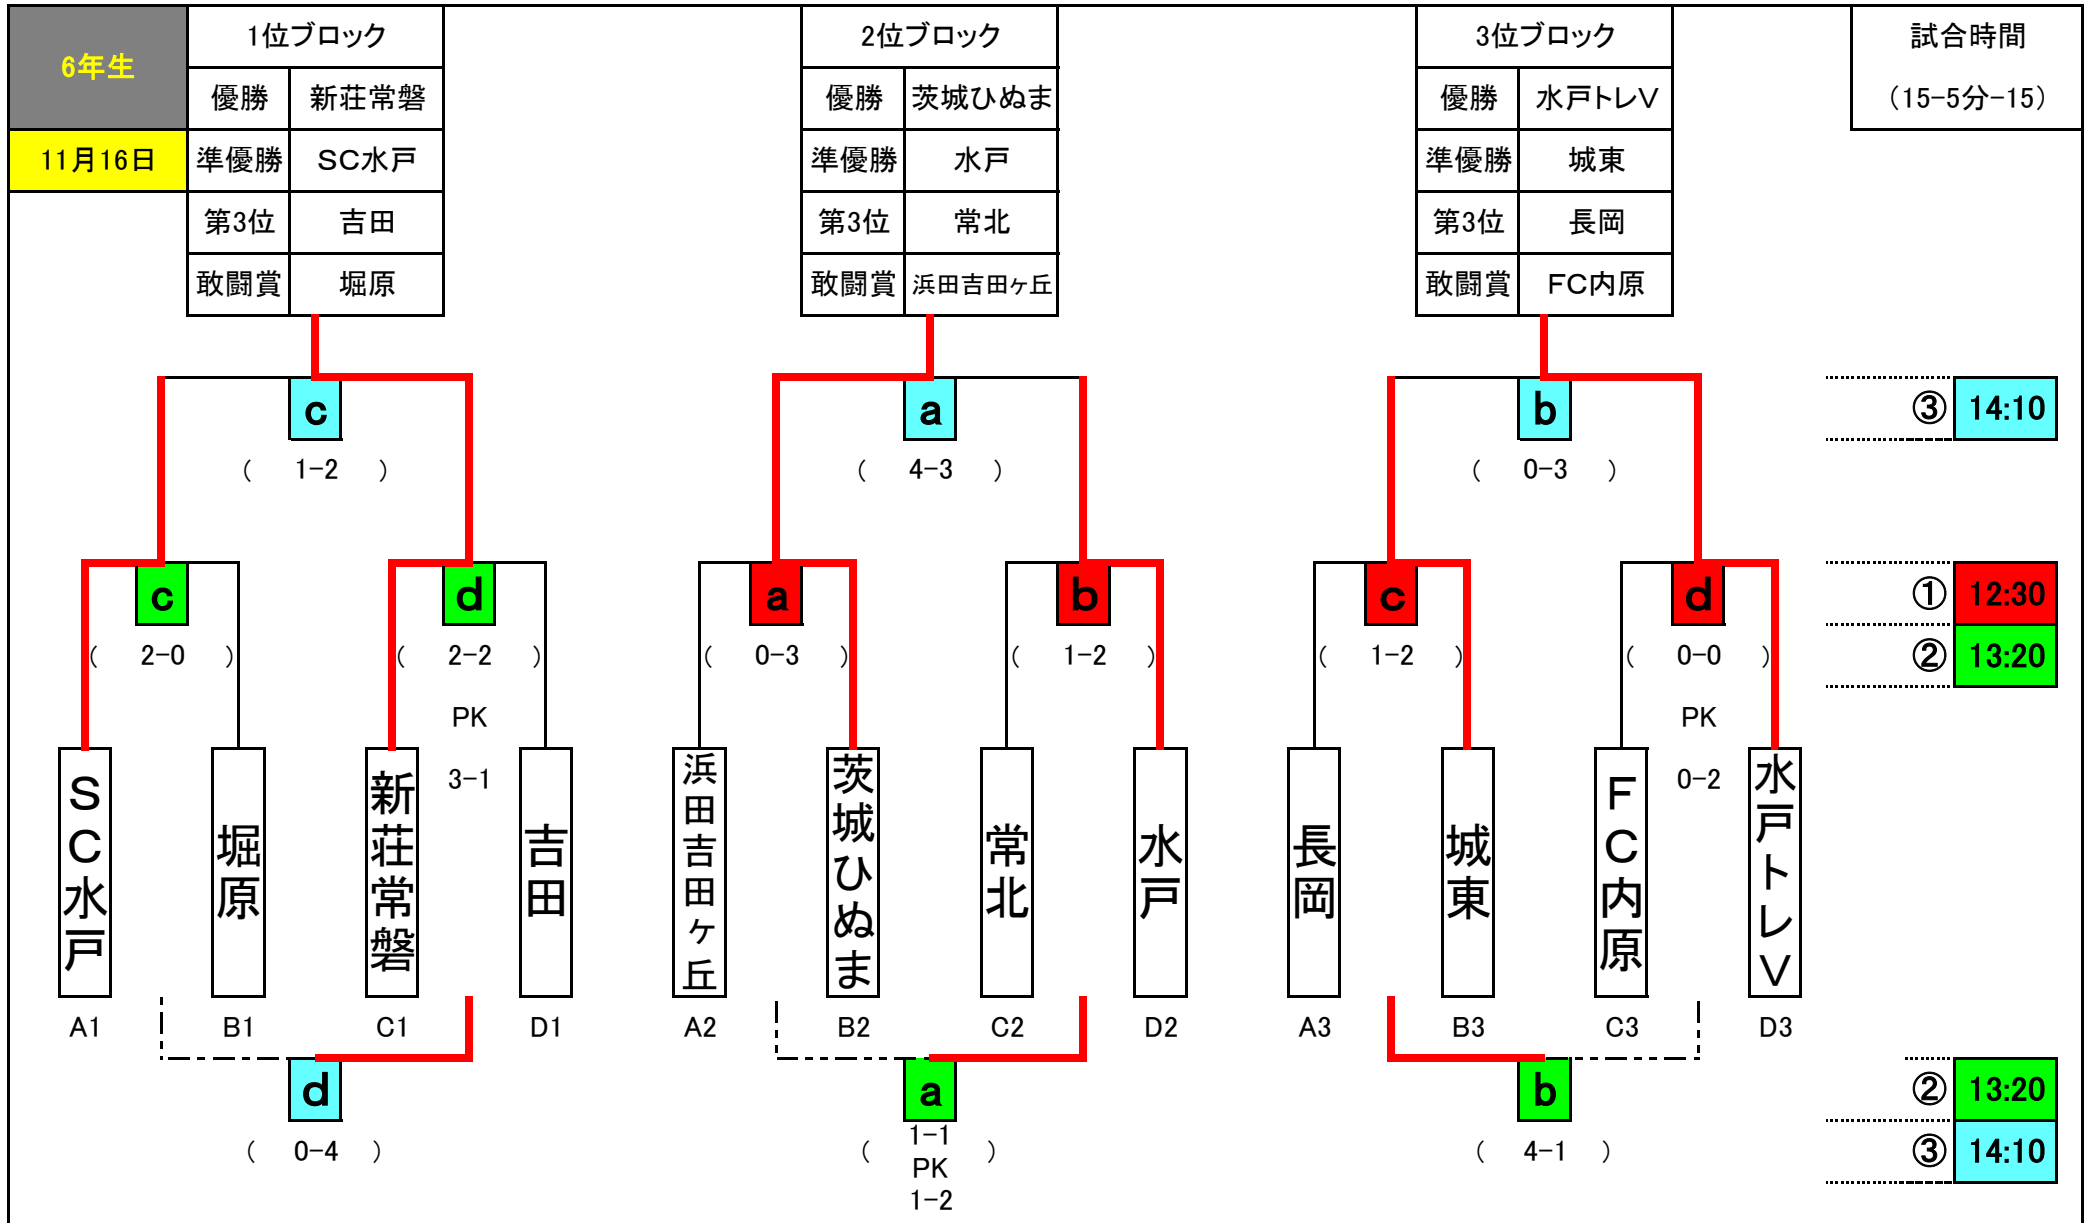 6年生
11月16日
1位ブロック
優勝 新荘常磐
準優勝 SC水戸
第3位 吉田
敢闘賞 堀原
2位ブロック
優勝 茨城ひぬま
準優勝 水戸
第3位 常北
敢闘賞 浜田吉田ヶ丘
3位ブロック
優勝 水戸トレV
準優勝 城東
第3位 長岡
敢闘賞 FC内原
試合時間
(15-5分-15)
c a b ③ 14:10
( 1-2 ) ( 4-3 ) ( 0-3 )
c d a b c d ① 12:30
( 2-0 ) ( 2-2 ) ( 0-3 ) ( 1-2 ) ( 1-2 ) ( 0-0 ) ② 13:20
PK PK
3-1 0-2
SC水戸
堀原
新荘常磐
吉田
浜田吉田ヶ丘
茨城ひぬま
常北
水戸
長岡
城東
FC内原
水戸トレV
A1 B1 C1 D1 A2 B2 C2 D2 A3 B3 C3 D3
d a b ② 13:20
( 0-4 ) ( 1-1 ) ( 4-1 ) ③ 14:10
PK
1-2